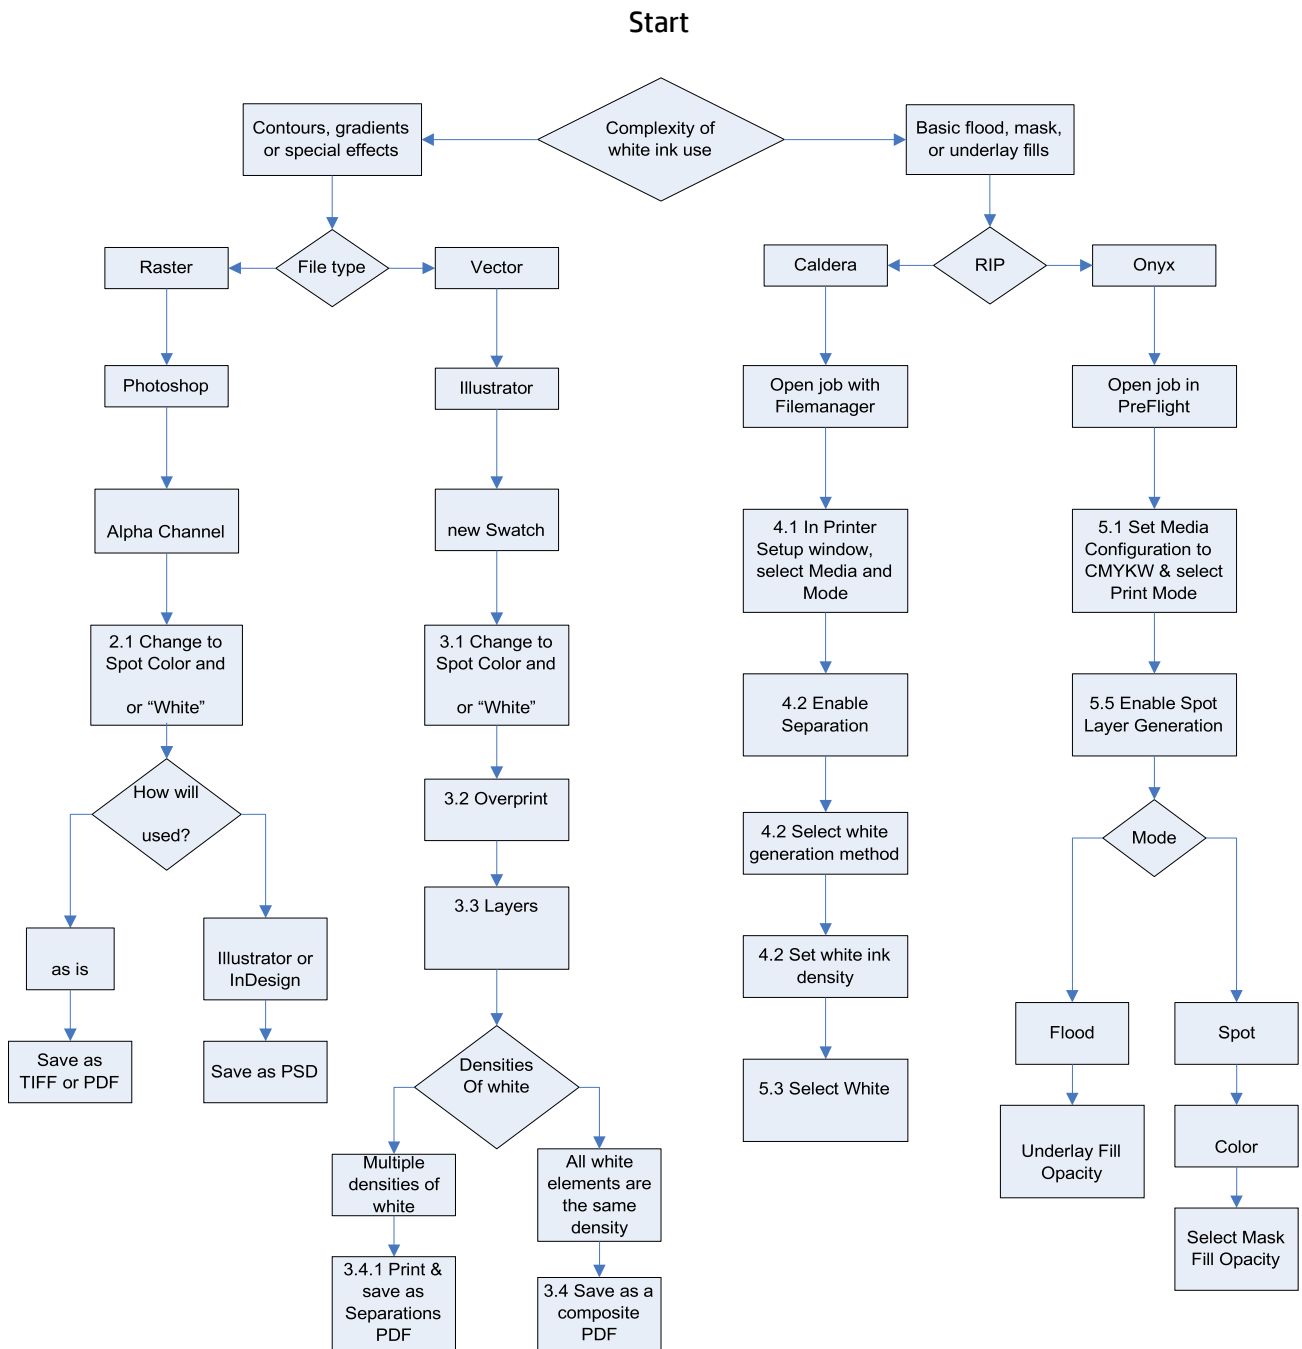 Start
Complexity of
white ink use
Contours, gradients
or special effects
Basic flood, mask,
or underlay fills
File type
Raster
Vector
RIP
Caldera
Onyx
Photoshop
Illustrator
Open job with
Filemanager
Open job in
PreFlight
Alpha Channel
new Swatch
4.1 In Printer
Setup window,
select Media and
Mode
5.1 Set Media
Configuration to
CMYKW & select
Print Mode
2.1 Change to
Spot Color and
or “White”
3.1 Change to
Spot Color and
or “White”
4.2 Enable
Separation
5.5 Enable Spot
Layer Generation
How will
used?
3.2 Overprint
4.2 Select white
generation method
Mode
3.3 Layers
as is
Illustrator or
InDesign
4.2 Set white ink
density
Flood
Spot
Save as
TIFF or PDF
Save as PSD
Densities
Of white
5.3 Select White
Underlay Fill
Opacity
Color
Multiple
densities of
white
All white
elements are
the same
density
Select Mask
Fill Opacity
3.4.1 Print &
save as
Separations
PDF
3.4 Save as a
composite
PDF